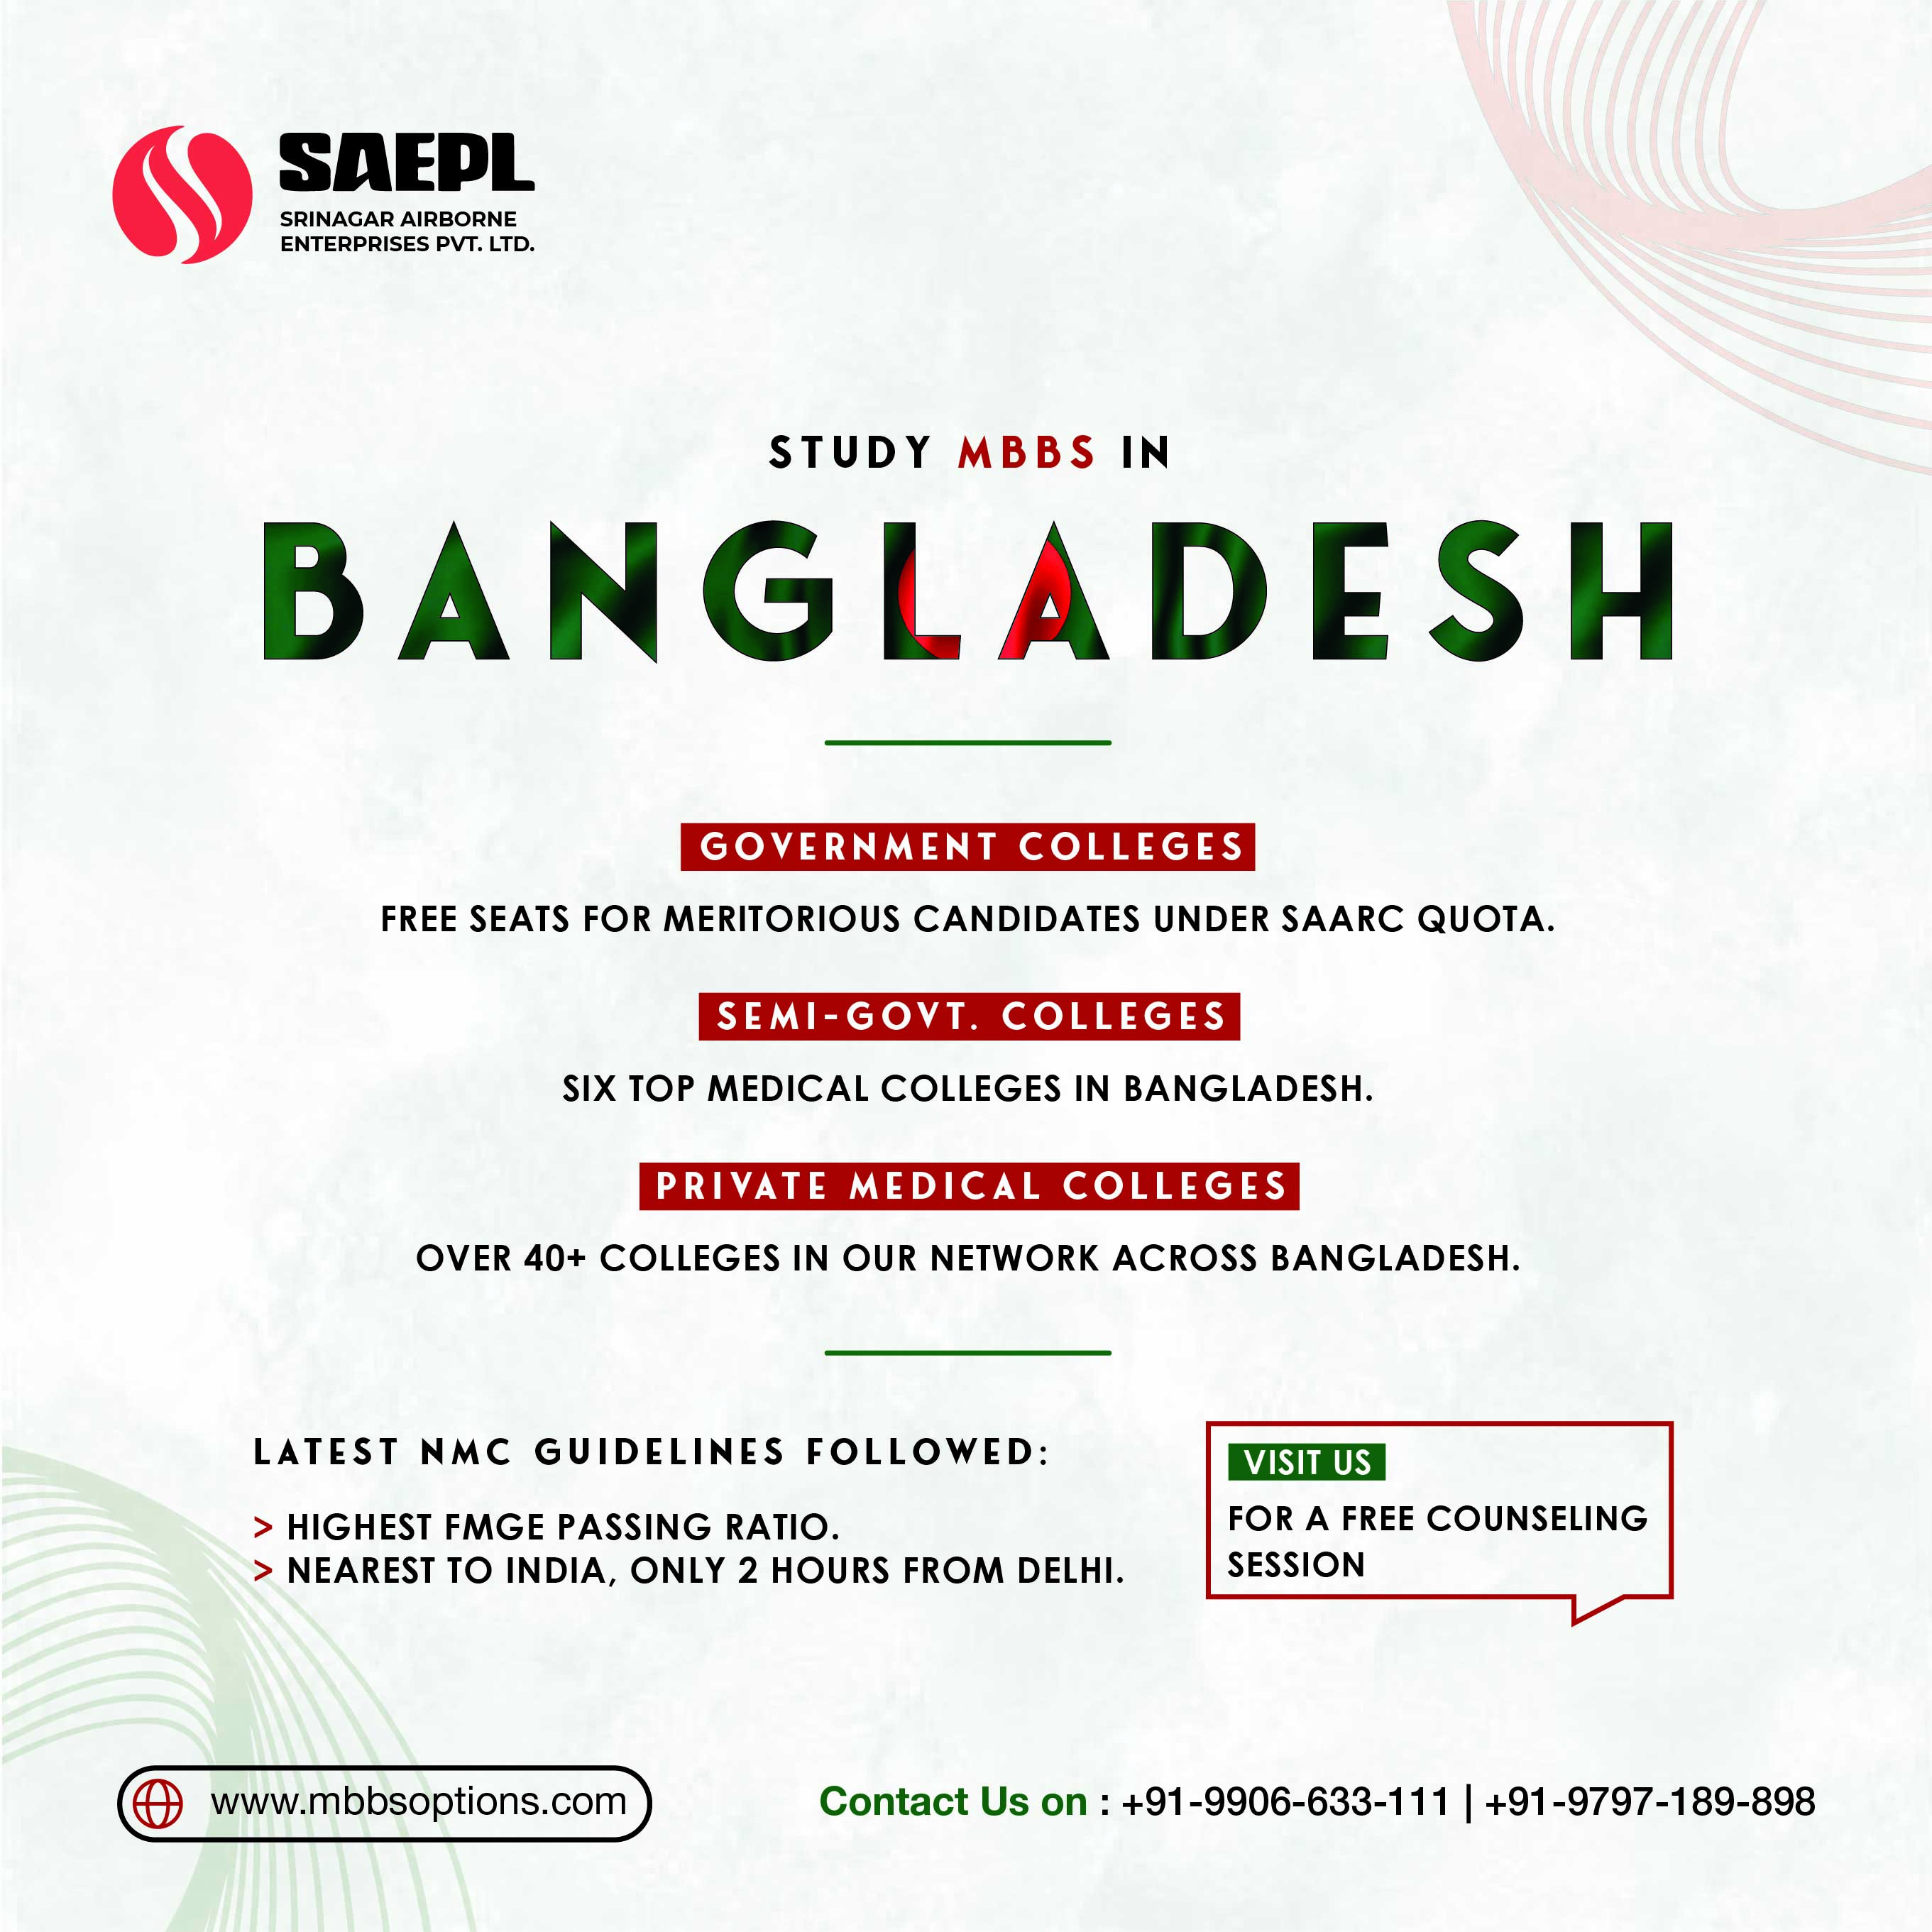 SAEPL
SRINAGAR AIRBORNE
ENTERPRISES PVT. LTD.
STUDY MBBS IN
BANGLADESH
GOVERNMENT COLLEGES
FREE SEATS FOR MERITORIOUS CANDIDATES UNDER SAARC QUOTA.
SEMI-GOVT. COLLEGES
SIX TOP MEDICAL COLLEGES IN BANGLADESH.
PRIVATE MEDICAL COLLEGES
OVER 40+ COLLEGES IN OUR NETWORK ACROSS BANGLADESH.
LATEST NMC GUIDELINES FOLLOWED:
> HIGHEST FMGE PASSING RATIO.
> NEAREST TO INDIA, ONLY 2 HOURS FROM DELHI.
VISIT US
FOR A FREE COUNSELING
SESSION
www.mbbsoptions.com
Contact Us on : +91-9906-633-111 | +91-9797-189-898